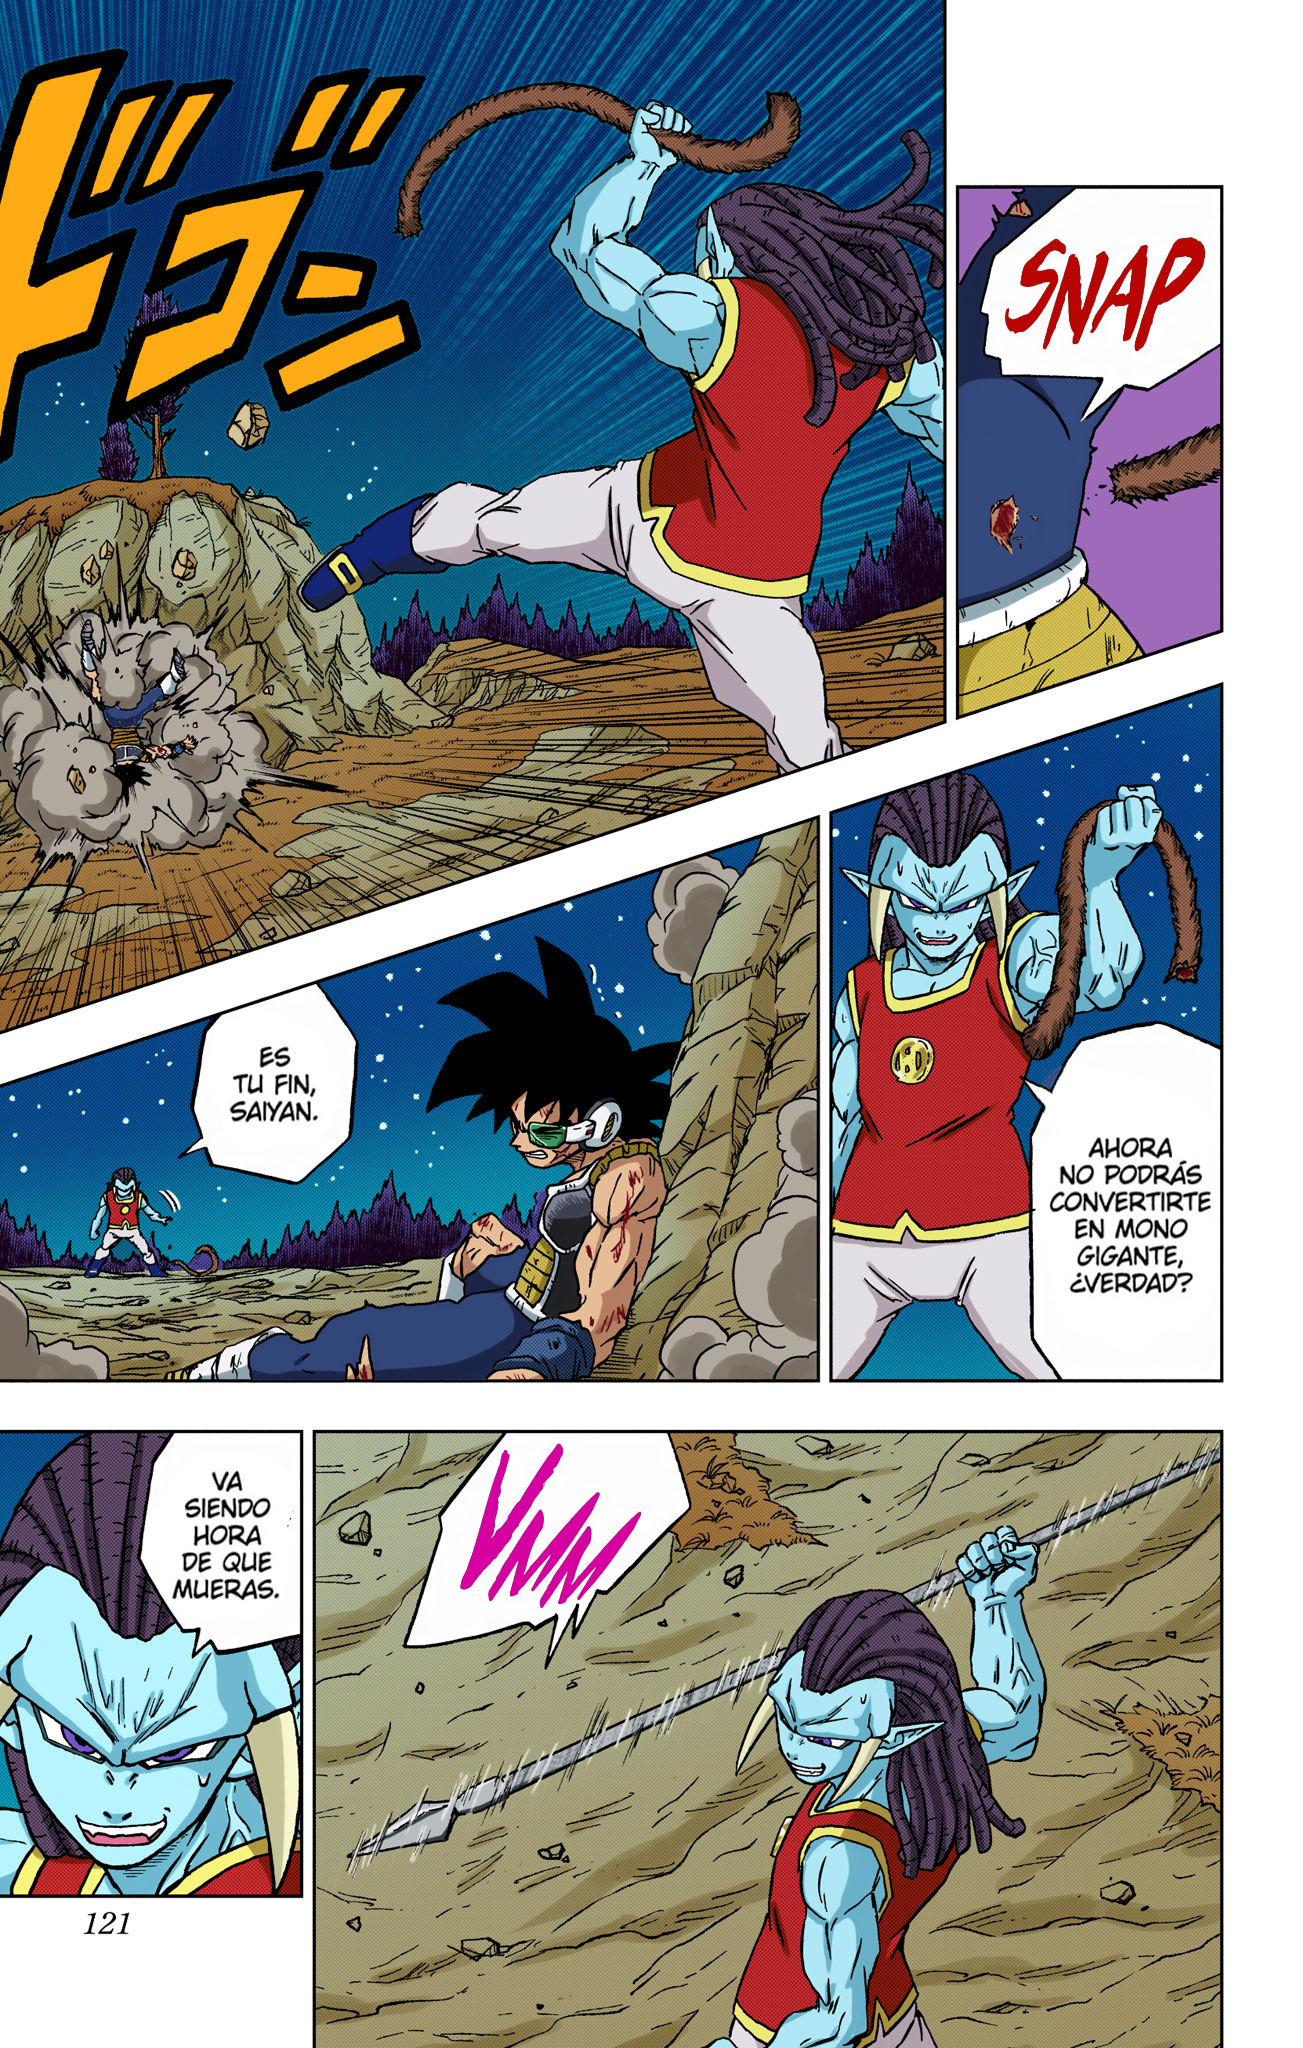 SNAP
ドゴン
AHORA
NO PODRÁS
CONVERTIRTE
EN MONO
GIGANTE,
¿VERDAD?
ES
TU FIN,
SAIYAN.
VMM
VA
SIENDO
HORA
DE QUE
MUERAS.
121